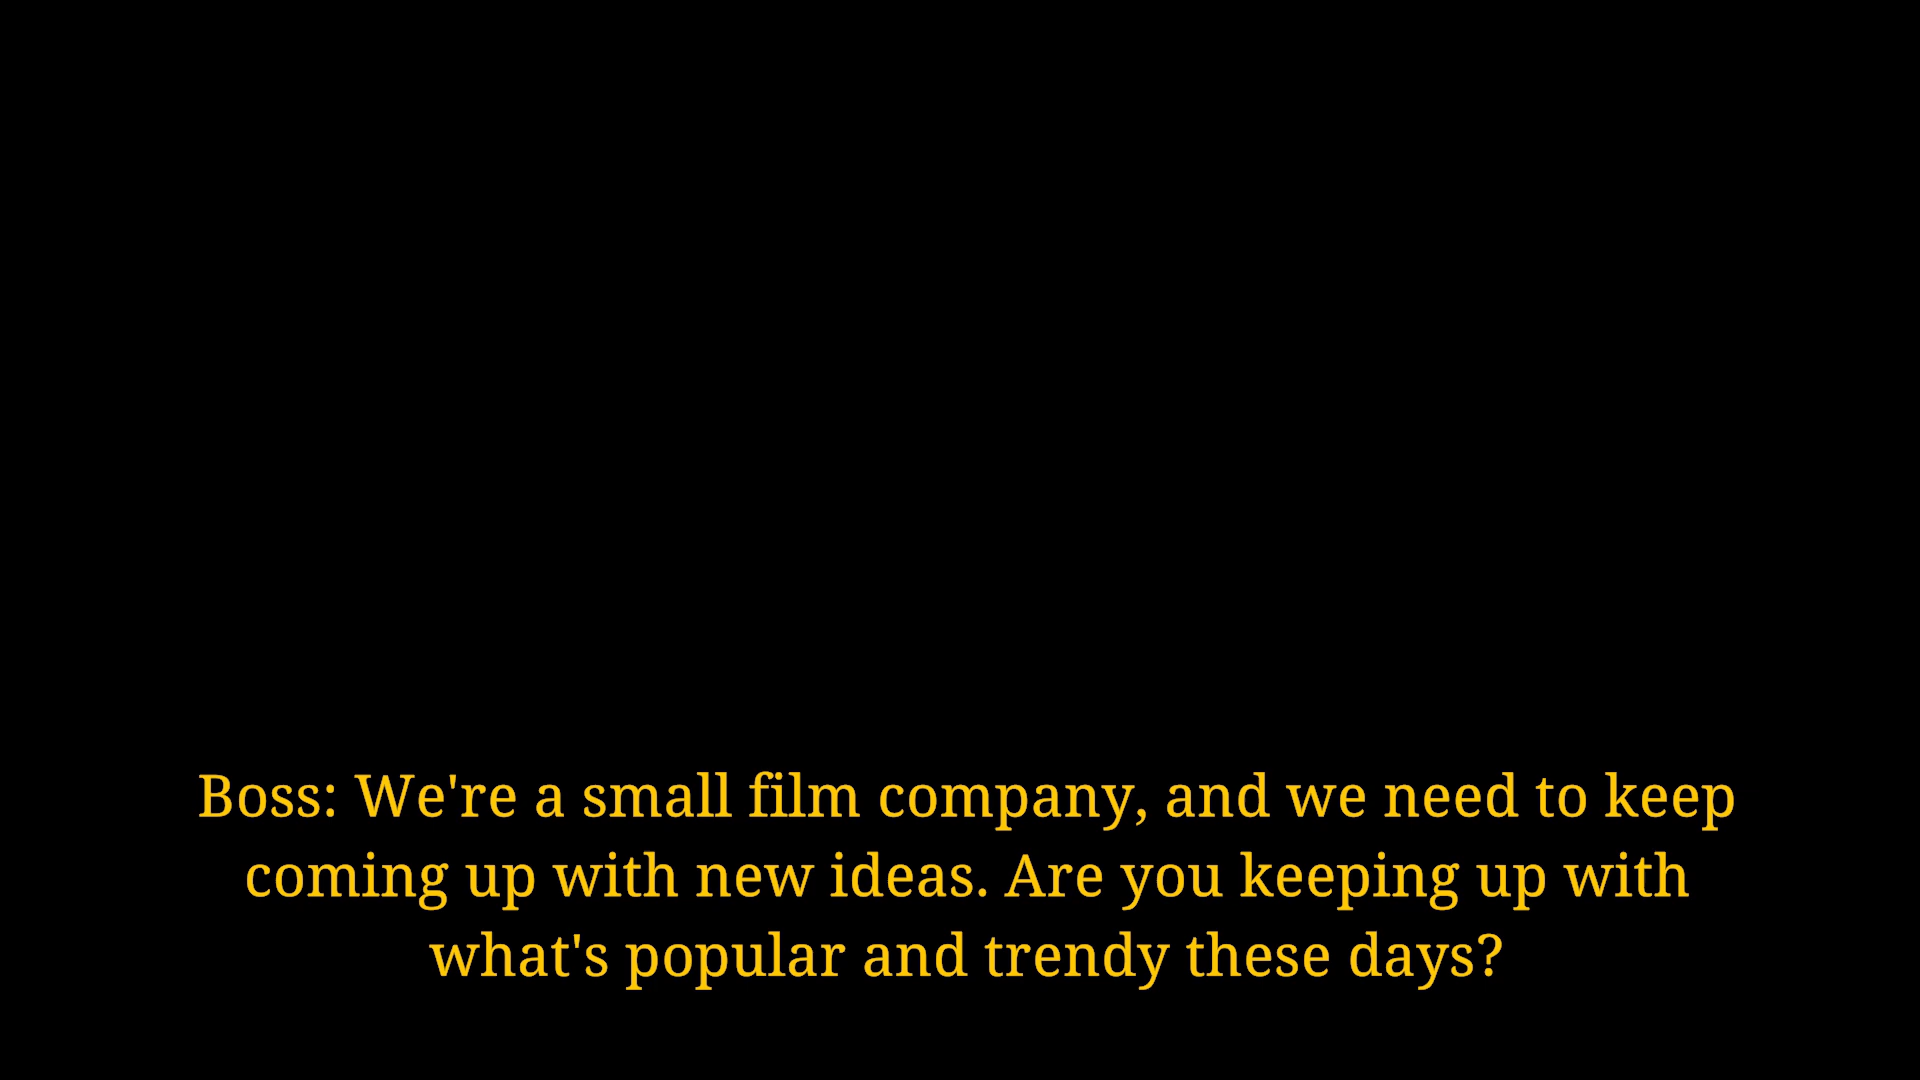 Boss: We're a small film company, and we need to keep
coming up with new ideas. Are you keeping up with
what's popular and trendy these days?